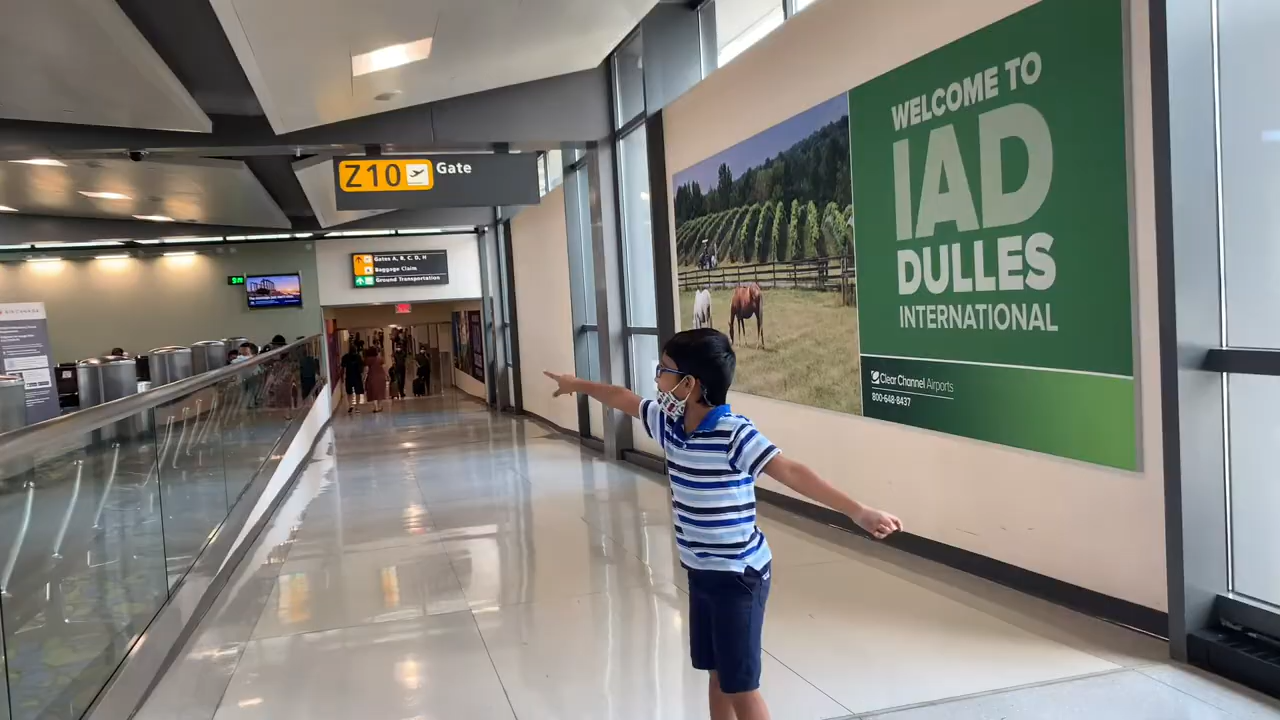 Z10 Gate
Gates A, B, C, D, H
Baggage Claim
Ground Transportation
WELCOME TO
IAD
DULLES
INTERNATIONAL
Clear Channel Airports
800-648-8437